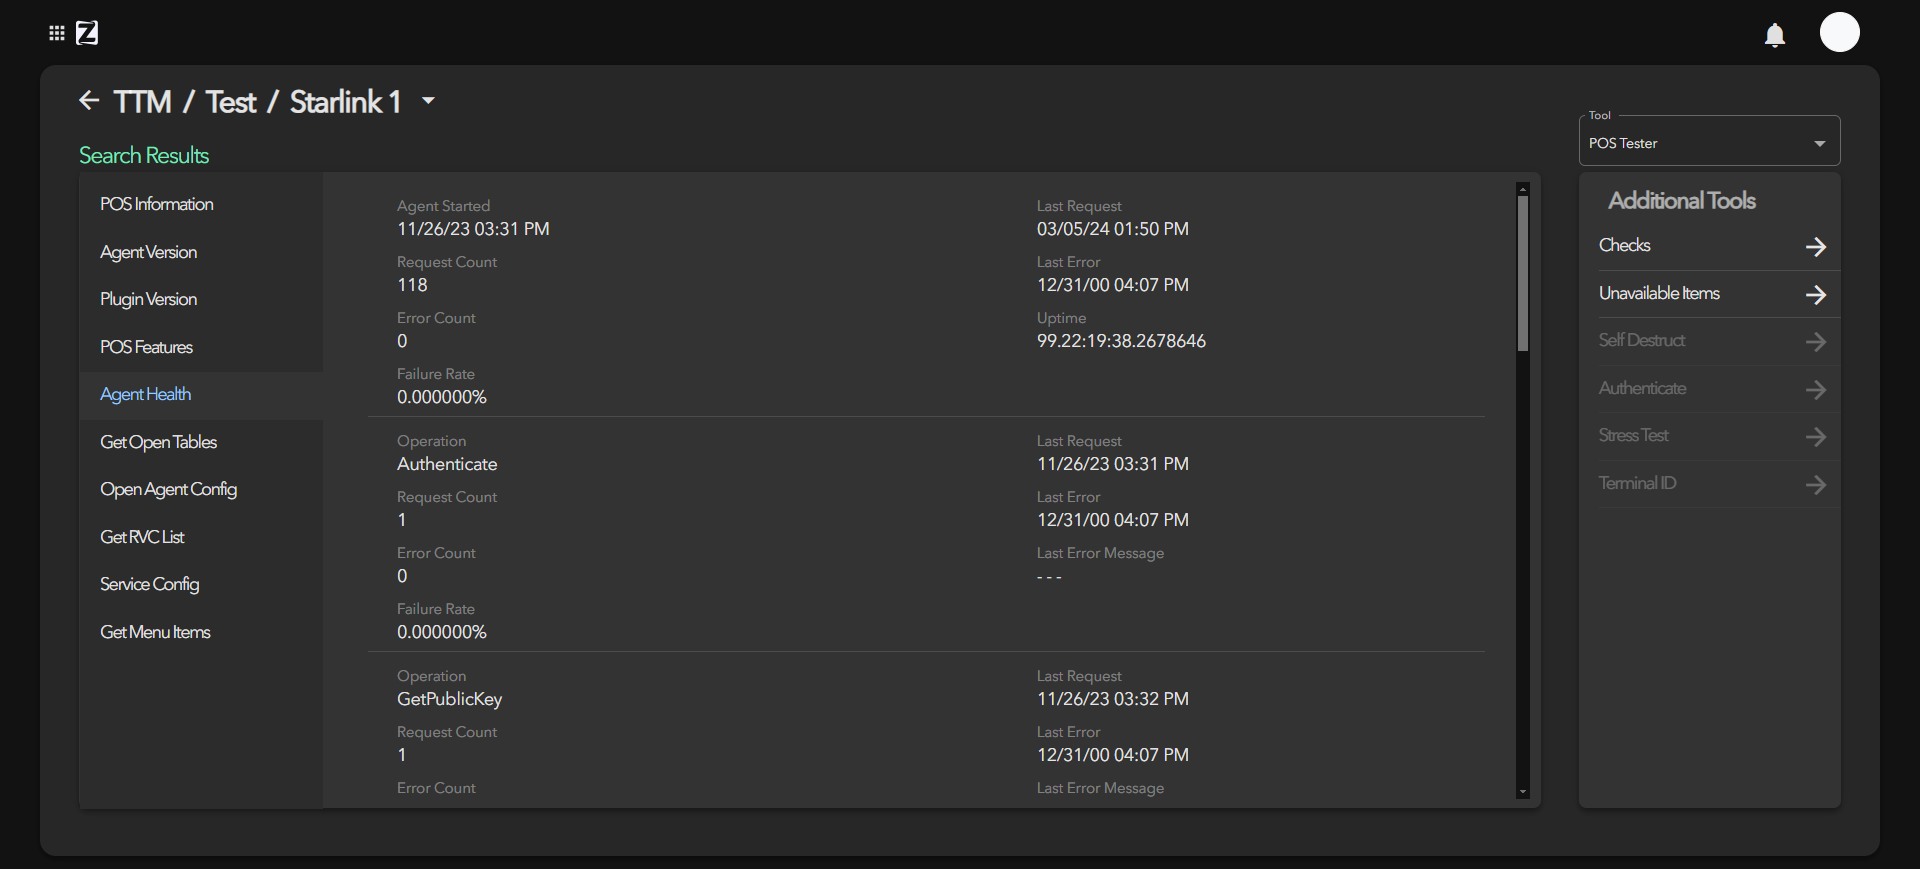 Z
TTM / Test / Starlink 1
Tool
POS Tester
Search Results
POS Information
Agent Version
Plugin Version
POS Features
Agent Health
Get Open Tables
Open Agent Config
Get RVC List
Service Config
Get Menu Items
Agent Started
11/26/23 03:31 PM
Last Request
03/05/24 01:50 PM
Request Count
118
Last Error
12/31/00 04:07 PM
Error Count
0
Uptime
99.22:19:38.2678646
Failure Rate
0.000000%
Operation
Authenticate
Last Request
11/26/23 03:31 PM
Request Count
1
Last Error
12/31/00 04:07 PM
Error Count
0
Last Error Message
- - -
Failure Rate
0.000000%
Operation
GetPublicKey
Last Request
11/26/23 03:32 PM
Request Count
1
Last Error
12/31/00 04:07 PM
Error Count
Last Error Message
Additional Tools
Checks
Unavailable Items
Self Destruct
Authenticate
Stress Test
Terminal ID